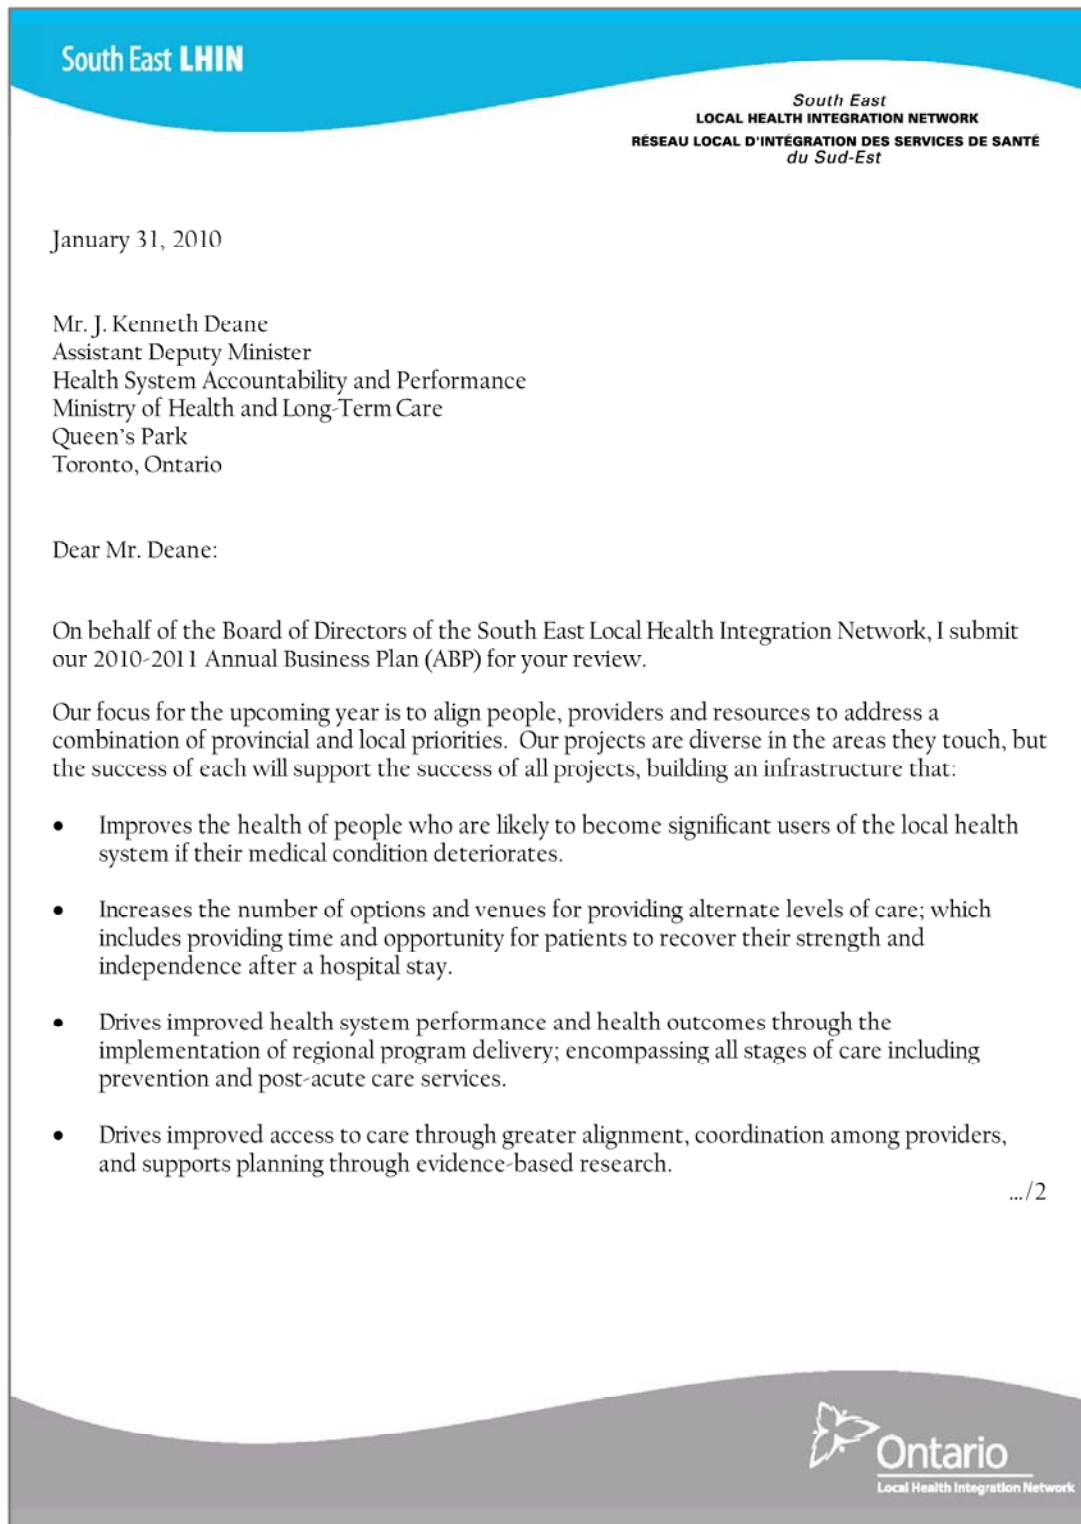 South East LHIN
South East
LOCAL HEALTH INTEGRATION NETWORK
RÉSEAU LOCAL D'INTÉGRATION DES SERVICES DE SANTÉ
du Sud-Est
January 31, 2010
Mr. J. Kenneth Deane
Assistant Deputy Minister
Health System Accountability and Performance
Ministry of Health and Long-Term Care
Queen's Park
Toronto, Ontario
Dear Mr. Deane:
On behalf of the Board of Directors of the South East Local Health Integration Network, I submit
our 2010-2011 Annual Business Plan (ABP) for your review.
Our focus for the upcoming year is to align people, providers and resources to address a
combination of provincial and local priorities.  Our projects are diverse in the areas they touch, but
the success of each will support the success of all projects, building an infrastructure that:
• Improves the health of people who are likely to become significant users of the local health
system if their medical condition deteriorates.
• Increases the number of options and venues for providing alternate levels of care; which
includes providing time and opportunity for patients to recover their strength and
independence after a hospital stay.
• Drives improved health system performance and health outcomes through the
implementation of regional program delivery; encompassing all stages of care including
prevention and post-acute care services.
• Drives improved access to care through greater alignment, coordination among providers,
and supports planning through evidence-based research.
.../2
Ontario
Local Health Integration Network